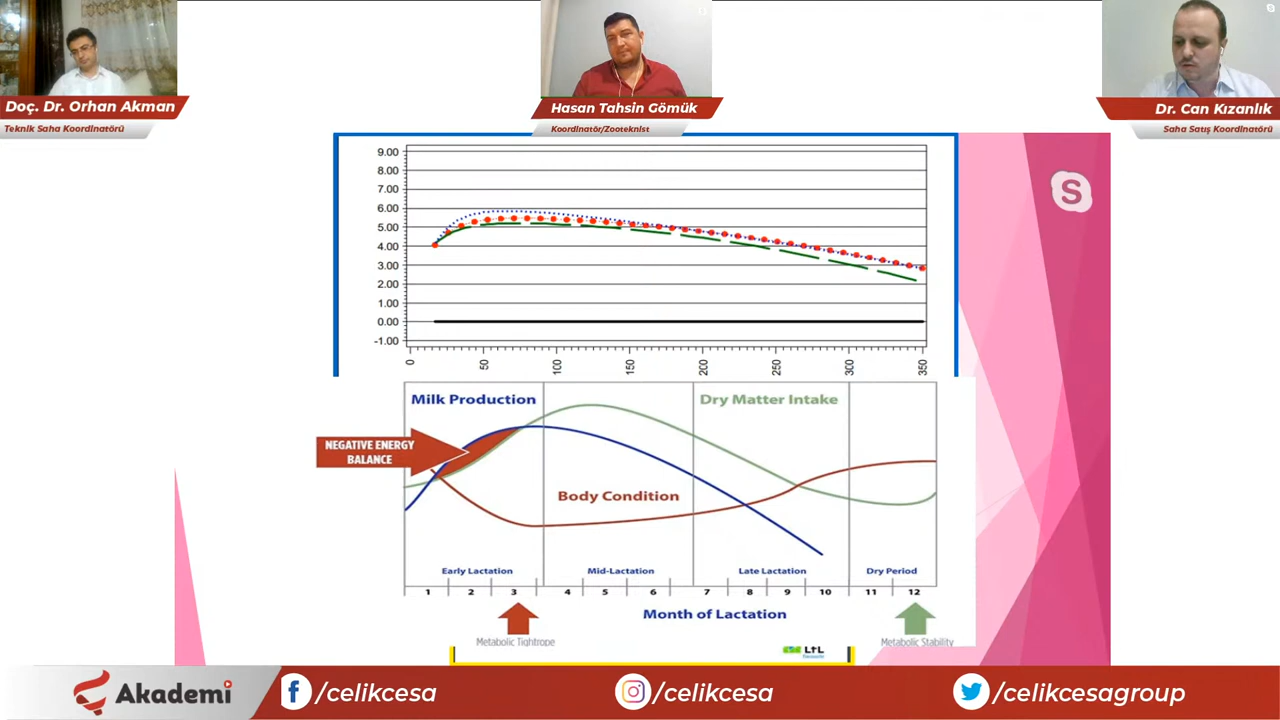 Doç. Dr. Orhan Akman
Teknik Saha Koordinatörü
Hasan Tahsin Gömük
Koordinatör/Zooteknist
Dr. Can Kızanlık
Saha Satış Koordinatörü
S
9.00
8.00
7.00
6.00
5.00
4.00
3.00
2.00
1.00
0.00
-1.00
0 50 100 150 200 250 300 350
Milk Production
Dry Matter Intake
NEGATIVE ENERGY
BALANCE
Body Condition
Early Lactation Mid-Lactation Late Lactation Dry Period
1 2 3 4 5 6 7 8 9 10 11 12
Month of Lactation
Metabolic Tightrope
Metabolic Stability
Akademi
/celikcesa
/celikcesa
/celikcesagroup